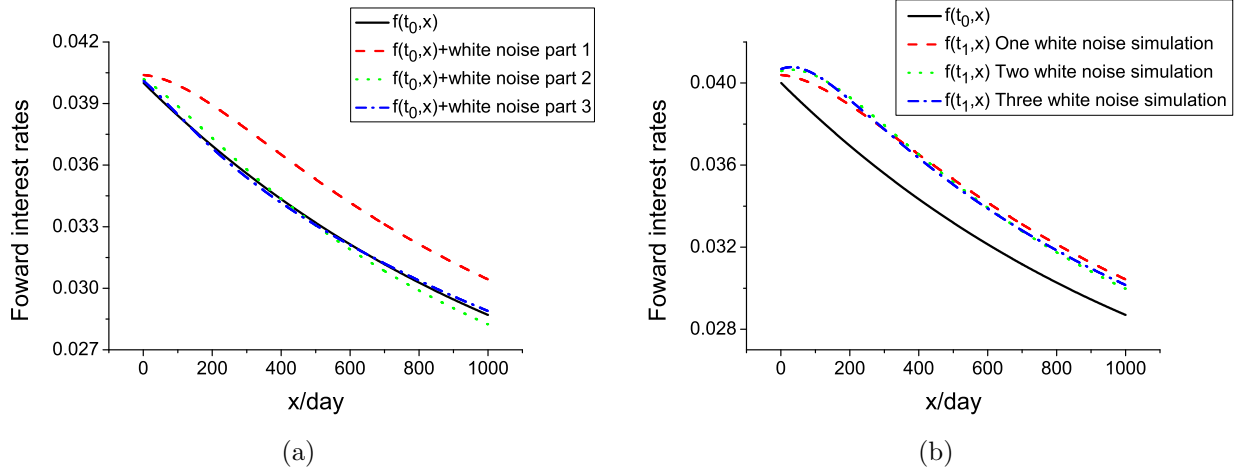 f(t0,x)
f(t0,x)+white noise part 1
f(t0,x)+white noise part 2
f(t0,x)+white noise part 3
0.042
0.039
0.036
0.033
0.030
0.027
Foward interest rates
0 200 400 600 800 1000
x/day
(a)
f(t0,x)
f(t1,x) One white noise simulation
f(t1,x) Two white noise simulation
f(t1,x) Three white noise simulation
0.040
0.036
0.032
0.028
Foward interest rates
0 200 400 600 800 1000
x/day
(b)